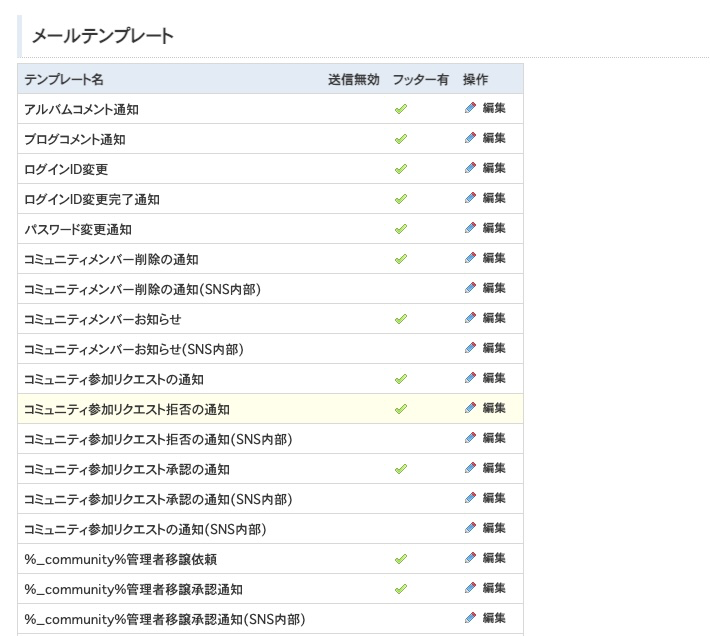 メールテンプレート
テンプレート名 送信無効 フッター有 操作
アルバムコメント通知 編集
ブログコメント通知 編集
ログインID変更 編集
ログインID変更完了通知 編集
パスワード変更通知 編集
コミュニティメンバー削除の通知 編集
コミュニティメンバー削除の通知(SNS内部) 編集
コミュニティメンバーお知らせ 編集
コミュニティメンバーお知らせ(SNS内部) 編集
コミュニティ参加リクエストの通知 編集
コミュニティ参加リクエスト拒否の通知 編集
コミュニティ参加リクエスト拒否の通知(SNS内部) 編集
コミュニティ参加リクエスト承認の通知 編集
コミュニティ参加リクエスト承認の通知(SNS内部) 編集
コミュニティ参加リクエストの通知(SNS内部) 編集
%_community%管理者移譲依頼 編集
%_community%管理者移譲承認通知 編集
%_community%管理者移譲承認通知(SNS内部) 編集